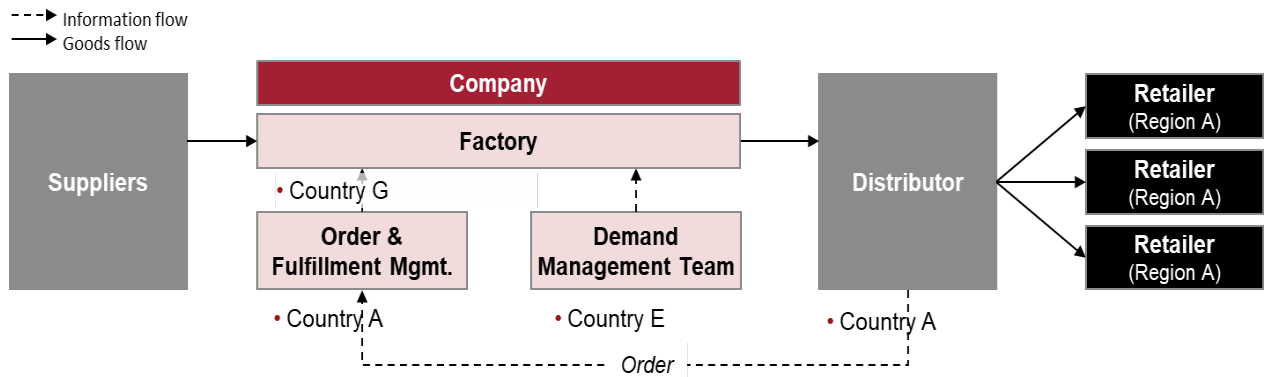 Information flow
Goods flow
Company
Factory
Suppliers
• Country G
Order &
Fulfillment Mgmt.
Demand
Management Team
• Country A
• Country E
Distributor
• Country A
Order
Retailer
(Region A)
Retailer
(Region A)
Retailer
(Region A)